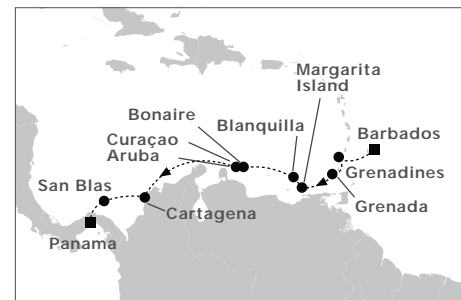 Margarita
Island
Bonaire
Blanquilla
Barbados
Curaçao
Aruba
Grenadines
San Blas
Grenada
Cartagena
Panama